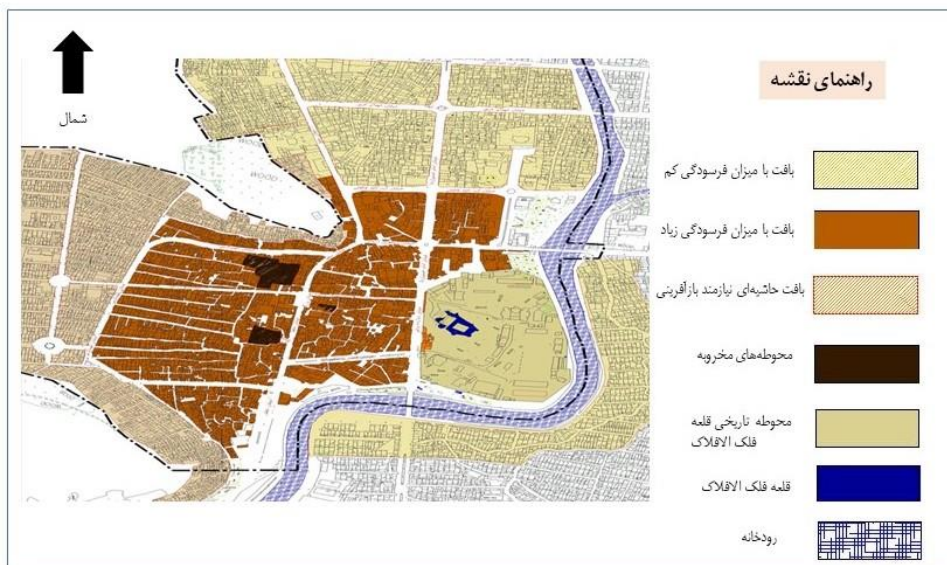 راهنمای نقشه
شمال
بافت با میزان فرسودگی کم
بافت با میزان فرسودگی زیاد
بافت حاشیه‌ای نیازمند بازآفرینی
محوطه‌های مخروبه
محوطه تاریخی قلعه
فلک الافلاک
قلعه فلک الافلاک
رودخانه
WOOD